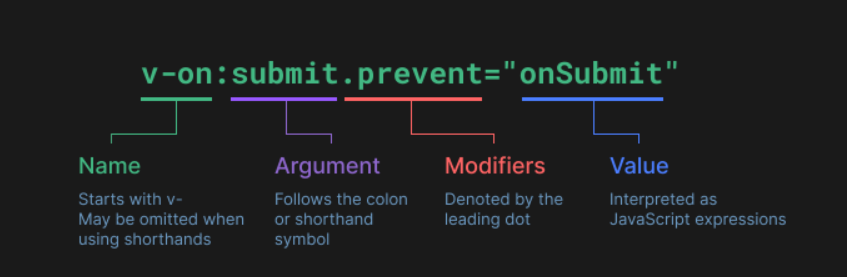 v-on:submit.prevent="onSubmit"
Name
Starts with v-
May be omitted when
using shorthands
Argument
Follows the colon
or shorthand
symbol
Modifiers
Denoted by the
leading dot
Value
Interpreted as
JavaScript expressions